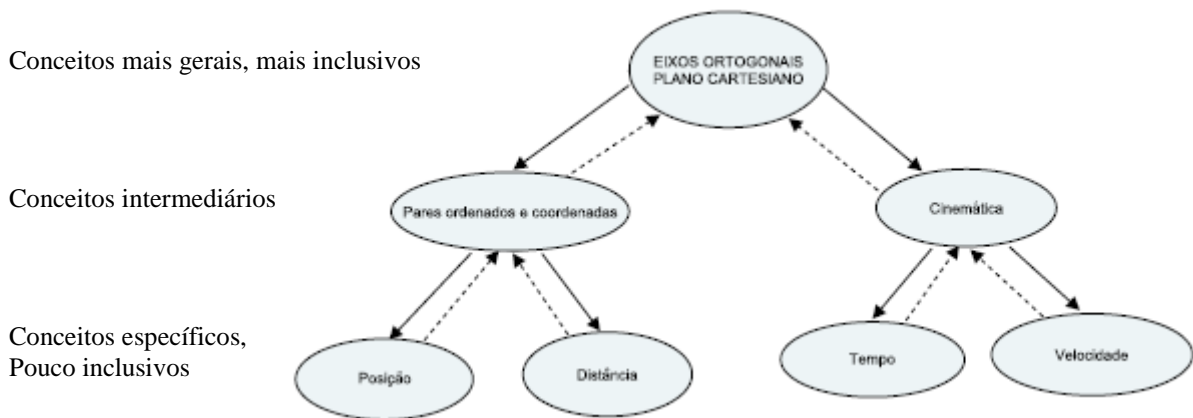 Conceitos mais gerais, mais inclusivos
EIXOS ORTOGONAIS
PLANO CARTESIANO
Conceitos intermediários
Pares ordenados e coordenadas
Cinemática
Conceitos específicos,
Pouco inclusivos
Posição
Distância
Tempo
Velocidade